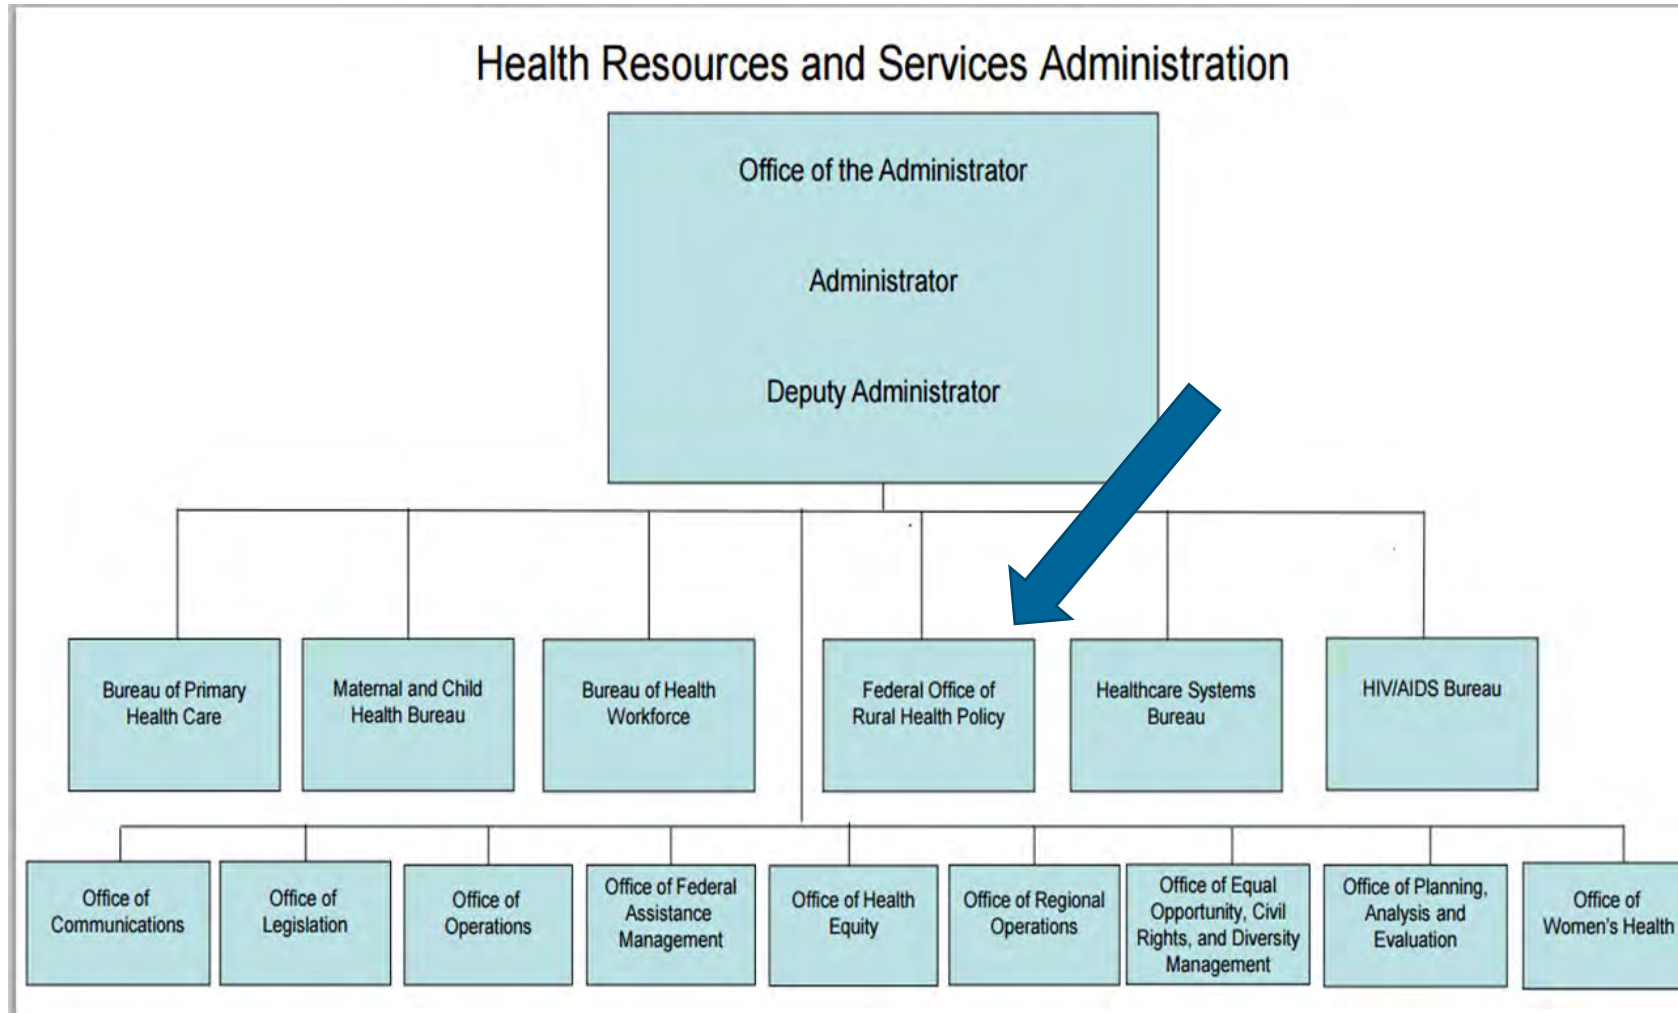 Health Resources and Services Administration
Office of the Administrator
Administrator
Deputy Administrator
Bureau of Primary
Health Care
Maternal and Child
Health Bureau
Bureau of Health
Workforce
Federal Office of
Rural Health Policy
Healthcare Systems
Bureau
HIV/AIDS Bureau
Office of
Communications
Office of
Legislation
Office of
Operations
Office of Federal
Assistance
Management
Office of Health
Equity
Office of Regional
Operations
Office of Equal
Opportunity, Civil
Rights, and Diversity
Management
Office of Planning,
Analysis and
Evaluation
Office of
Women's Health